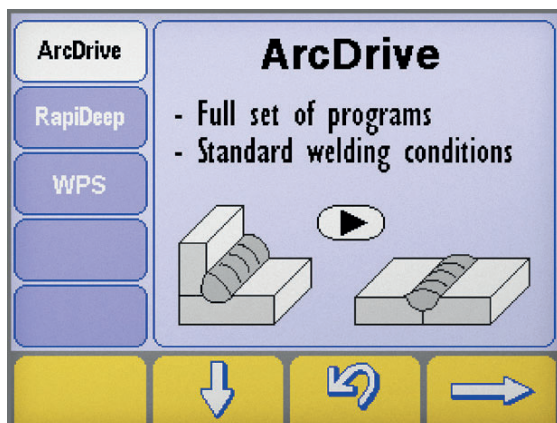 ArcDrive
RapiDeep
WPS
ArcDrive
- Full set of programs
- Standard welding conditions